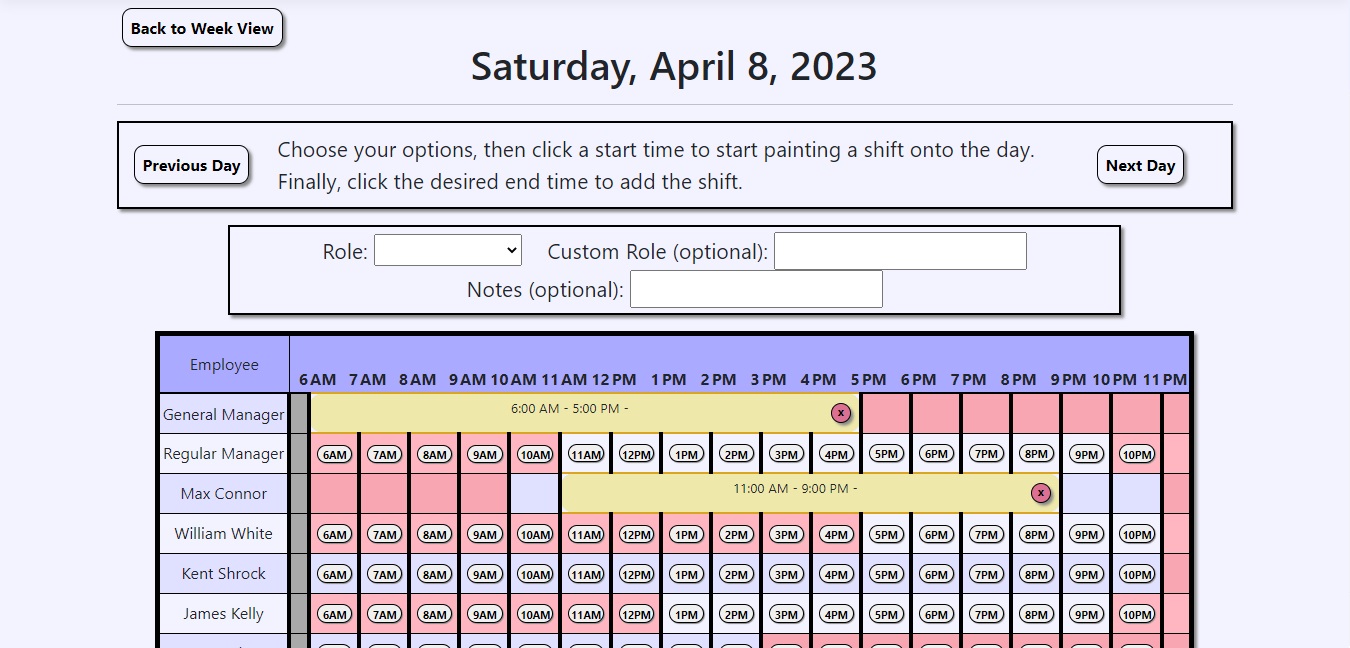 Back to Week View
Saturday, April 8, 2023
Previous Day
Choose your options, then click a start time to start painting a shift onto the day.
Finally, click the desired end time to add the shift.
Next Day
Role: Custom Role (optional):
Notes (optional):
Employee 6 AM 7 AM 8 AM 9 AM 10 AM 11 AM 12 PM 1 PM 2 PM 3 PM 4 PM 5 PM 6 PM 7 PM 8 PM 9 PM 10 PM 11 PM
General Manager 6:00 AM - 5:00 PM - x
Regular Manager 6AM 7AM 8AM 9AM 10AM 11AM 12PM 1PM 2PM 3PM 4PM 5PM 6PM 7PM 8PM 9PM 10PM
Max Connor 11:00 AM - 9:00 PM - x
William White 6AM 7AM 8AM 9AM 10AM 11AM 12PM 1PM 2PM 3PM 4PM 5PM 6PM 7PM 8PM 9PM 10PM
Kent Shrock 6AM 7AM 8AM 9AM 10AM 11AM 12PM 1PM 2PM 3PM 4PM 5PM 6PM 7PM 8PM 9PM 10PM
James Kelly 6AM 7AM 8AM 9AM 10AM 11AM 12PM 1PM 2PM 3PM 4PM 5PM 6PM 7PM 8PM 9PM 10PM